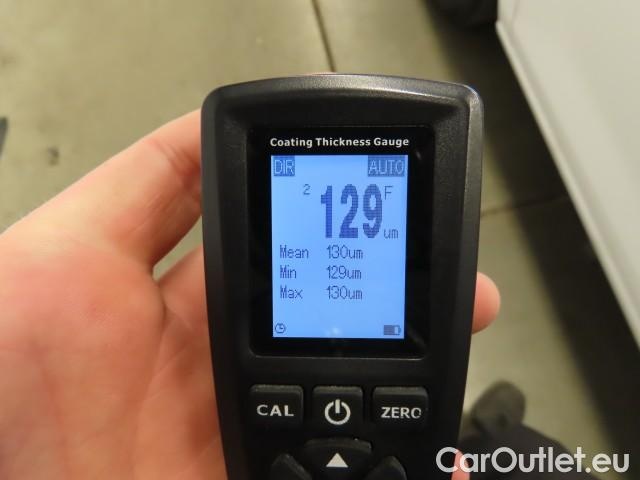 Coating Thickness Gauge
DIR AUTO
2 129 F um
Mean 130um
Min 129um
Max 130um
CAL ZERO
CarOutlet.eu